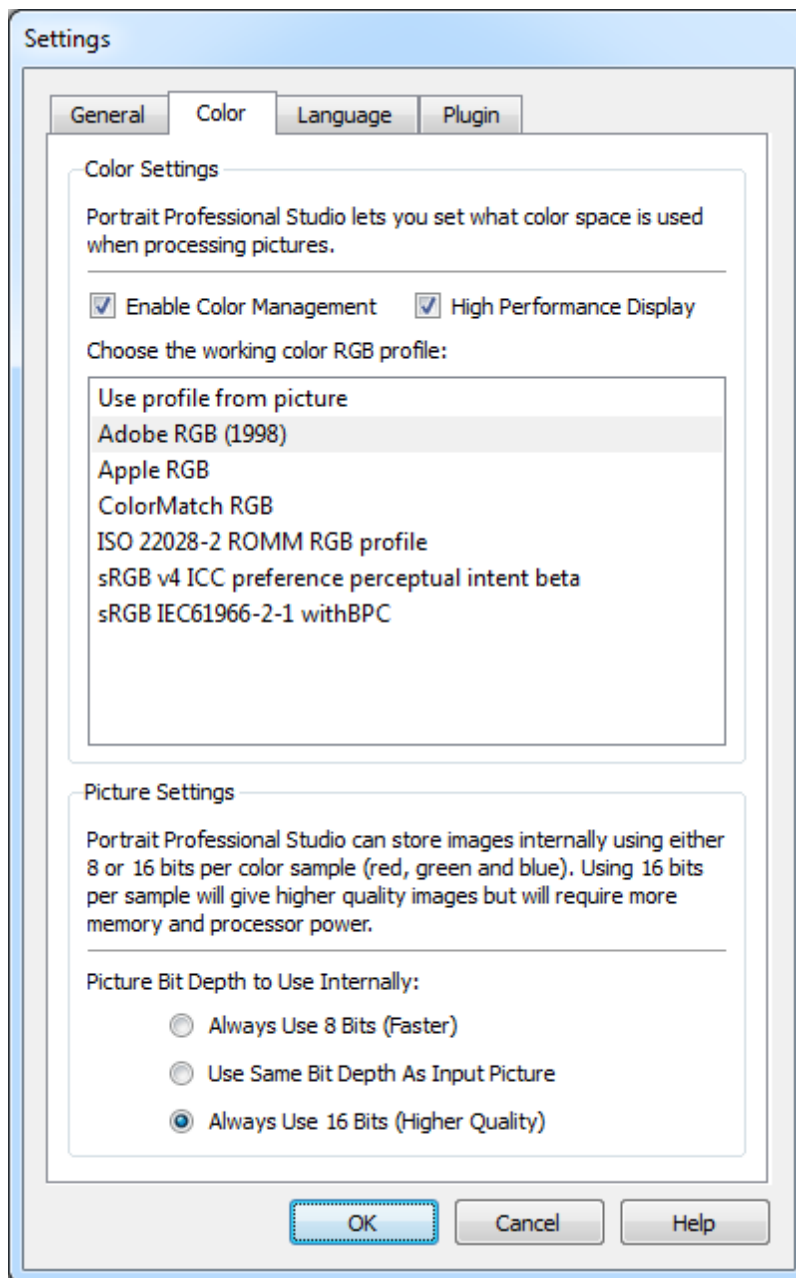 Settings
General Color Language Plugin
Color Settings
Portrait Professional Studio lets you set what color space is used
when processing pictures.
Enable Color Management High Performance Display
Choose the working color RGB profile:
Use profile from picture
Adobe RGB (1998)
Apple RGB
ColorMatch RGB
ISO 22028-2 ROMM RGB profile
sRGB v4 ICC preference perceptual intent beta
sRGB IEC61966-2-1 withBPC
Picture Settings
Portrait Professional Studio can store images internally using either
8 or 16 bits per color sample (red, green and blue). Using 16 bits
per sample will give higher quality images but will require more
memory and processor power.
Picture Bit Depth to Use Internally:
Always Use 8 Bits (Faster)
Use Same Bit Depth As Input Picture
Always Use 16 Bits (Higher Quality)
OK Cancel Help